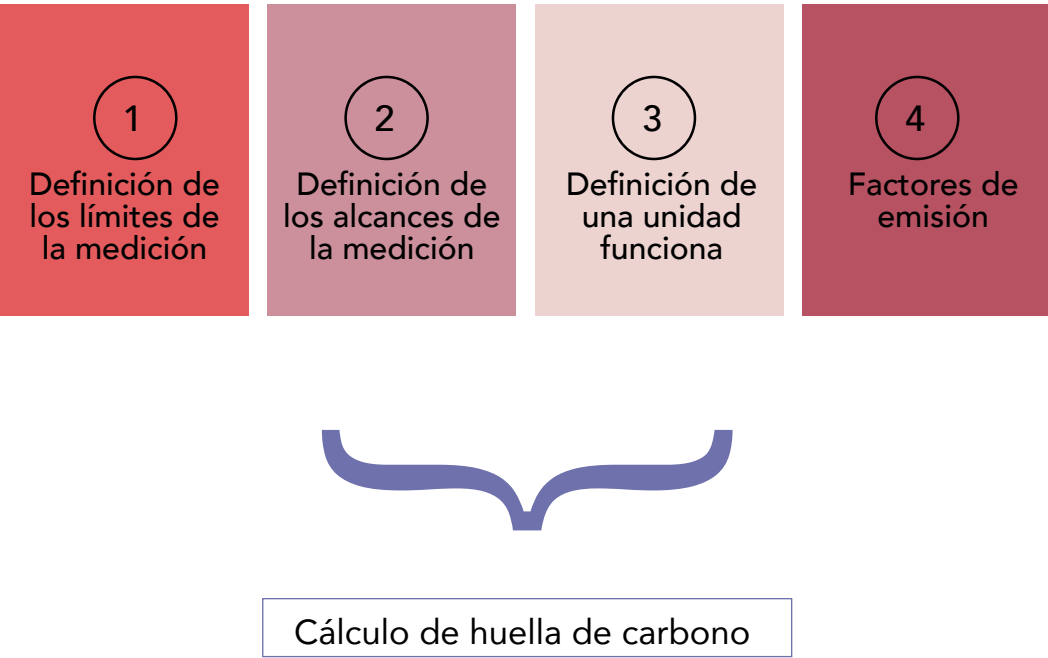 1
Definición de
los límites de
la medición
2
Definición de
los alcances de
la medición
3
Definición de
una unidad
funciona
4
Factores de
emisión
Cálculo de huella de carbono